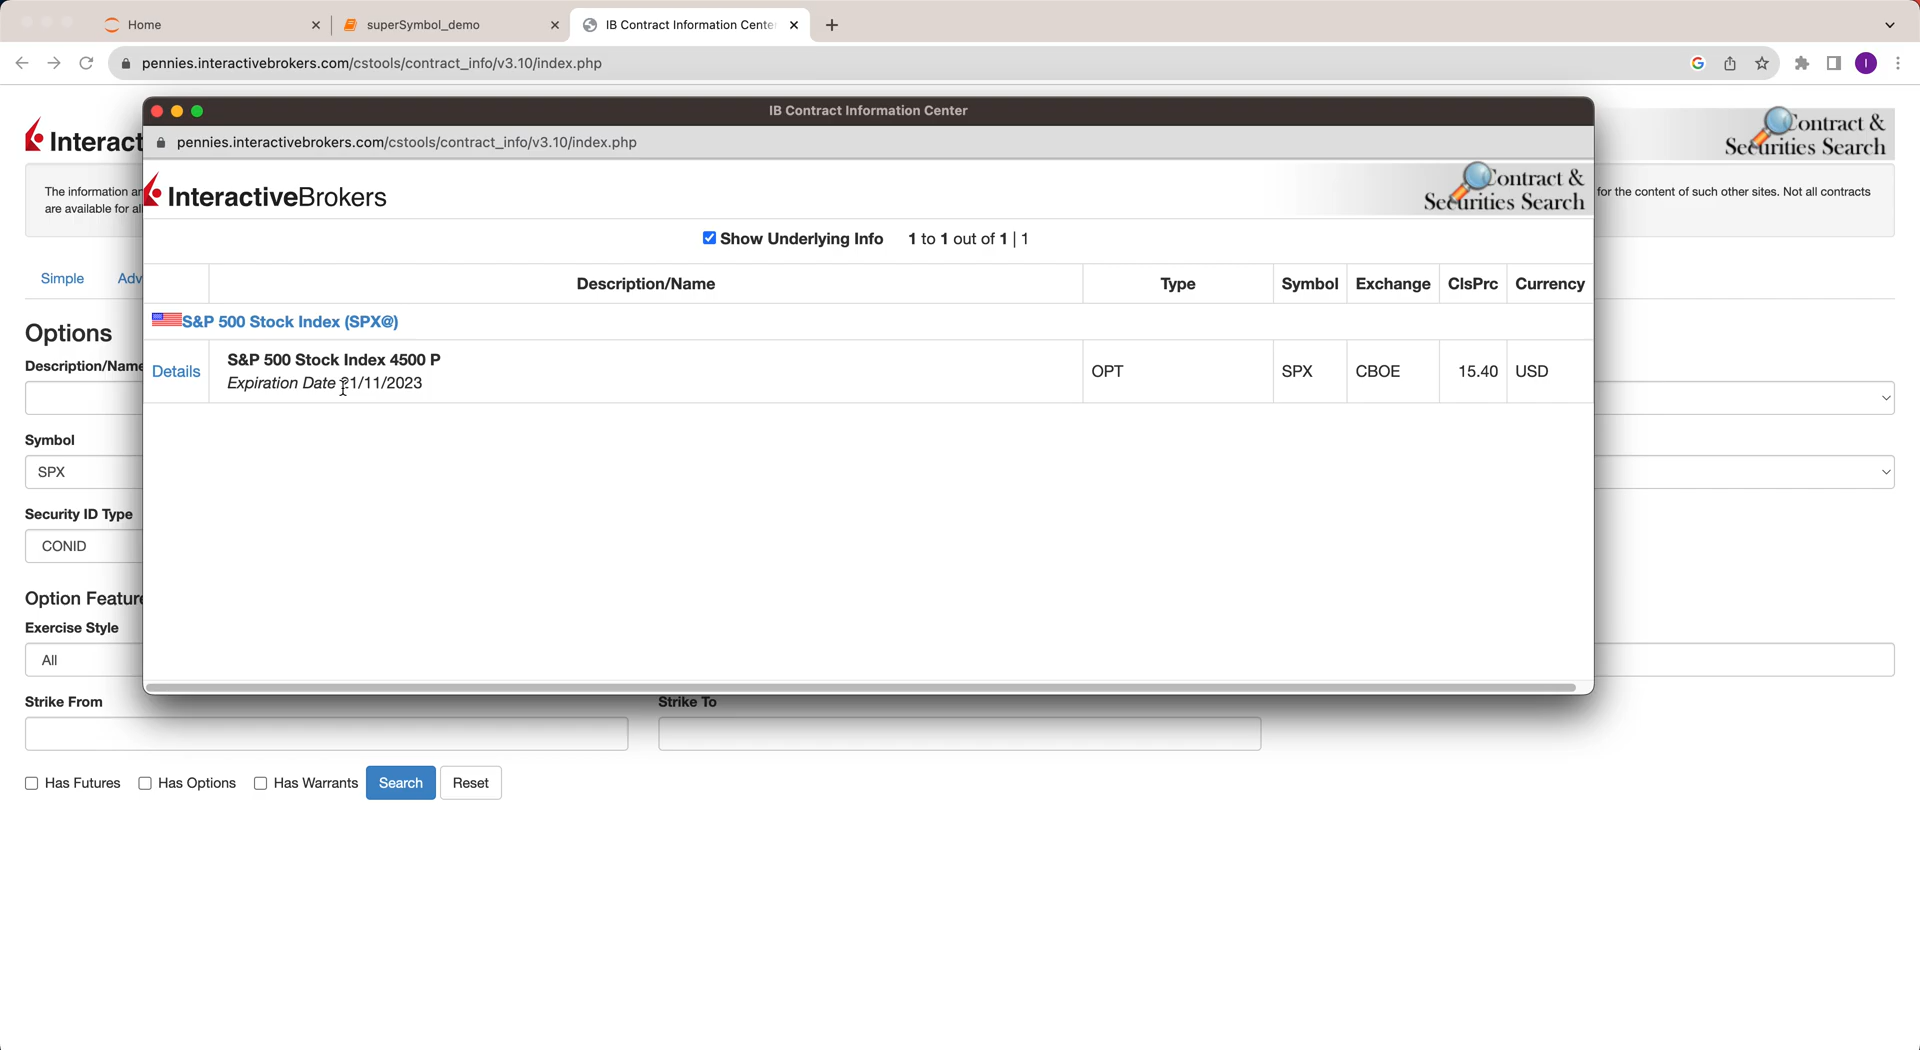 Home
superSymbol_demo
IB Contract Information Cente
pennies.interactivebrokers.com/cstools/contract_info/v3.10/index.php
I
IB Contract Information Center
pennies.interactivebrokers.com/cstools/contract_info/v3.10/index.php
Interact
Contract &
Securities Search
InteractiveBrokers
Contract &
Securities Search
The information a
for the content of such other sites. Not all contracts
are available for al
Show Underlying Info 1 to 1 out of 1 | 1
Simple
Adv
Description/Name Type Symbol Exchange ClsPrc Currency
S&P 500 Stock Index (SPX@)
Details
S&P 500 Stock Index 4500 P
Expiration Date 21/11/2023
OPT SPX CBOE 15.40 USD
Options
Description/Name
Symbol
SPX
Security ID Type
CONID
Option Feature
Exercise Style
All
Strike From
Strike To
Has Futures Has Options Has Warrants Search Reset